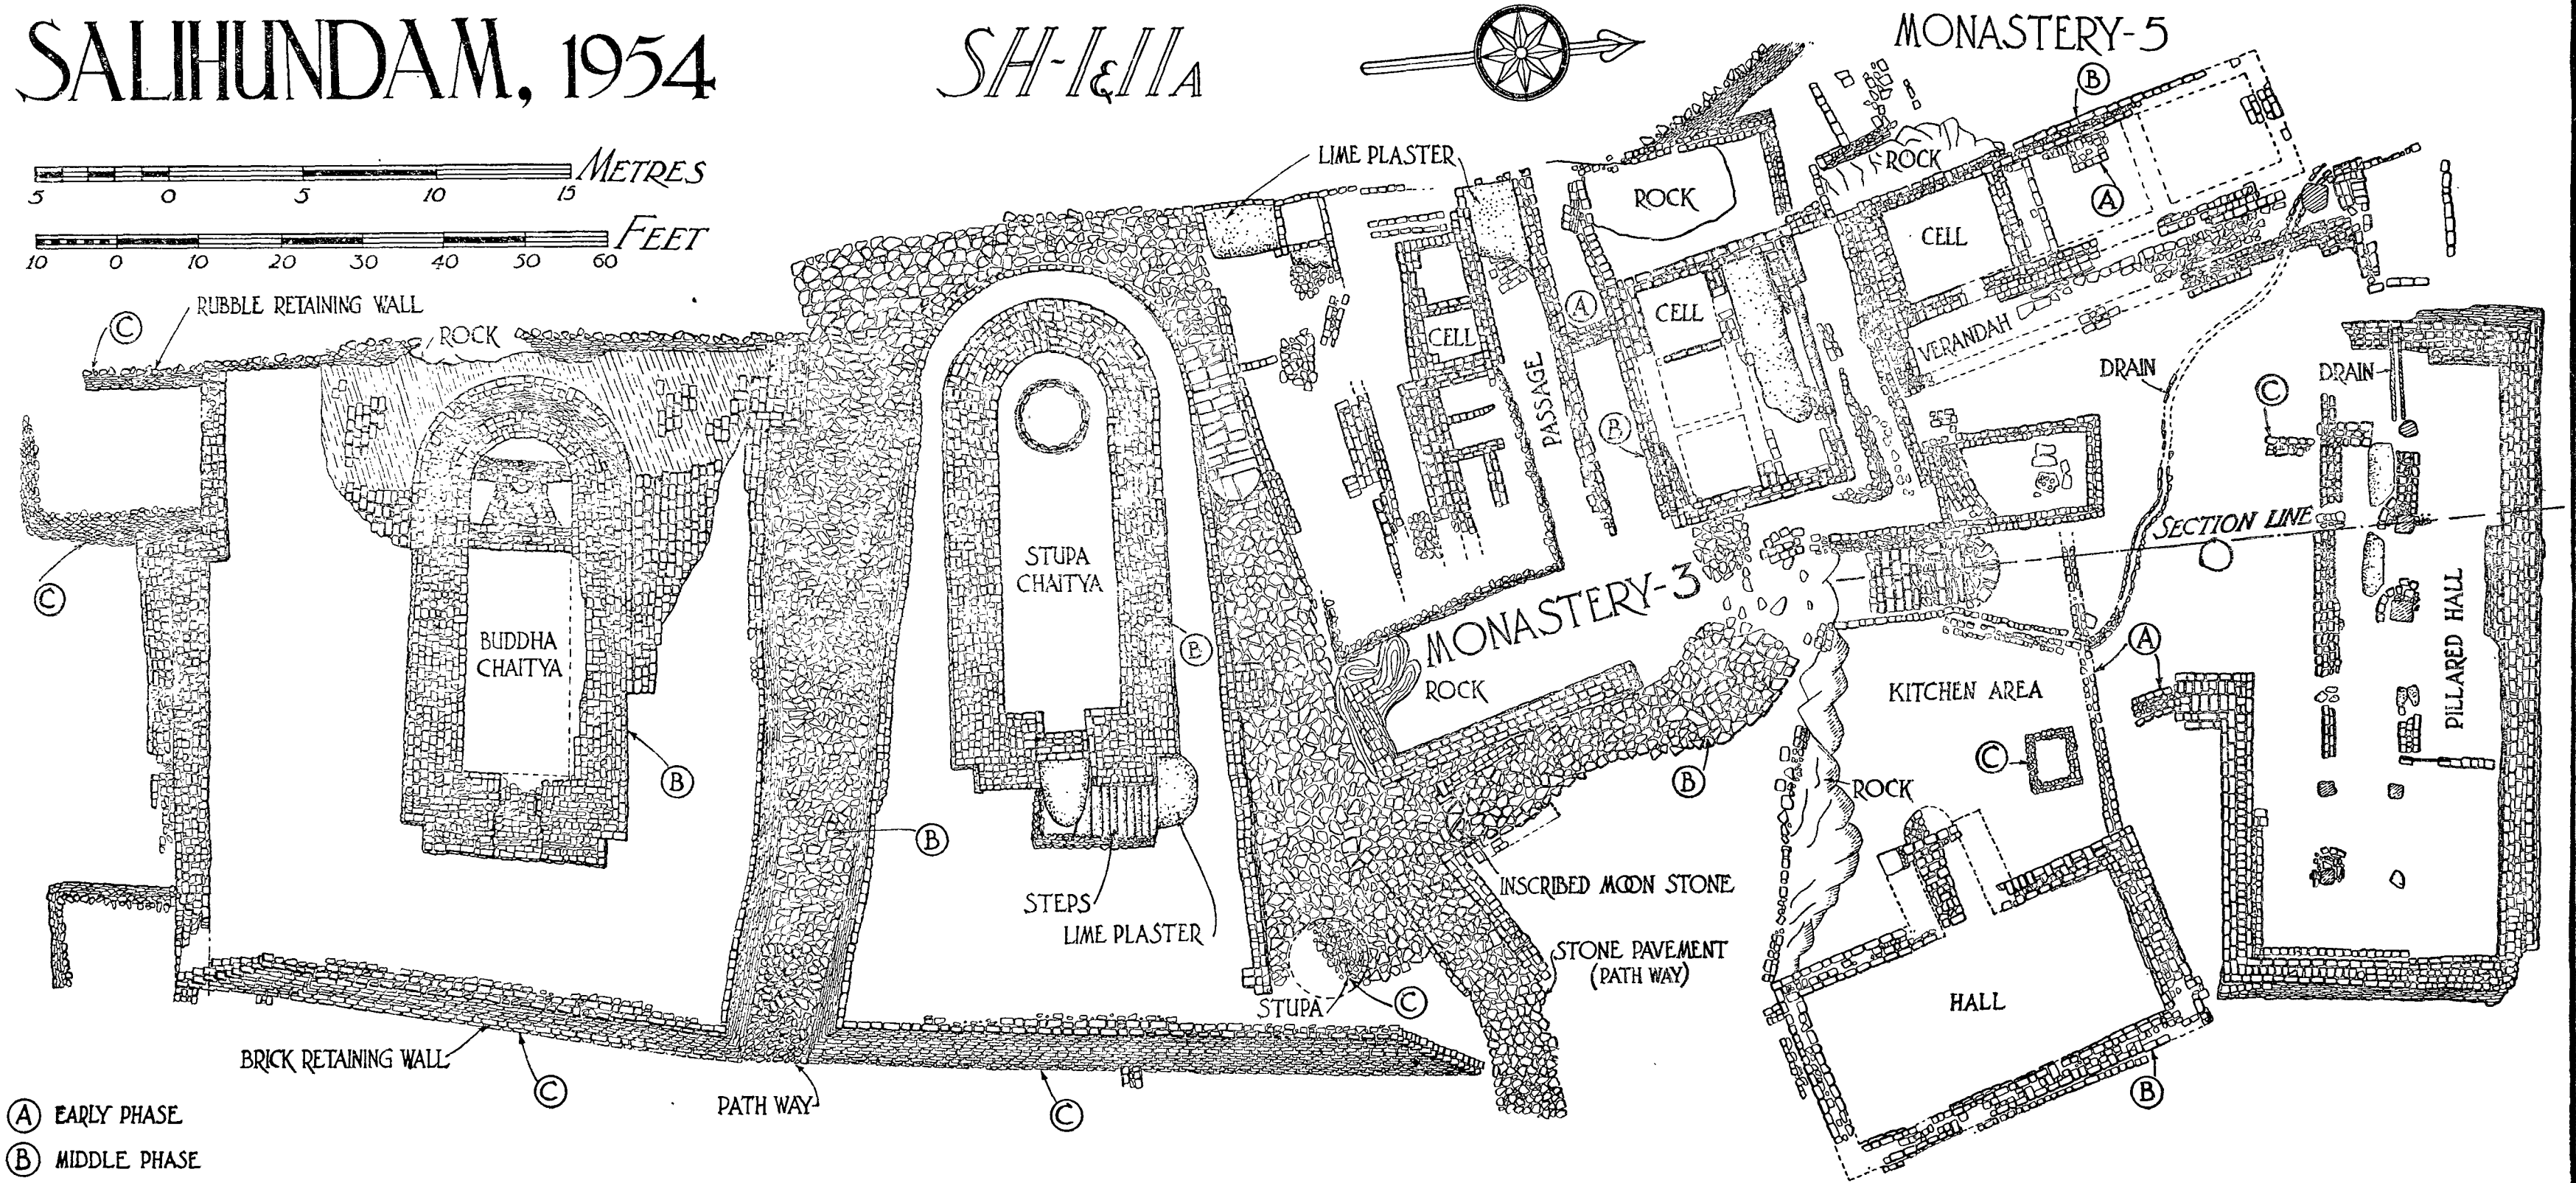 SALIHUNDAM, 1954
SH-I&IIA
MONASTERY-5
METRES
5 0 5 10 15
FEET
10 0 10 20 30 40 50 60
LIME PLASTER
B
ROCK
ROCK
A
CELL
C
RUBBLE RETAINING WALL
ROCK
A
CELL
CELL
VERANDAH
PASSAGE
DRAIN
DRAIN
C
B
SECTION LINE
STUPA
CHAITYA
C
MONASTERY-3
BUDDHA
CHAITYA
B
A
ROCK
KITCHEN AREA
PILLARED HALL
B
B
C
ROCK
B
INSCRIBED MOON STONE
STEPS
LIME PLASTER
STONE PAVEMENT
(PATH WAY)
STUPA
C
HALL
BRICK RETAINING WALL
C
PATH WAY
C
B
A EARLY PHASE
B MIDDLE PHASE